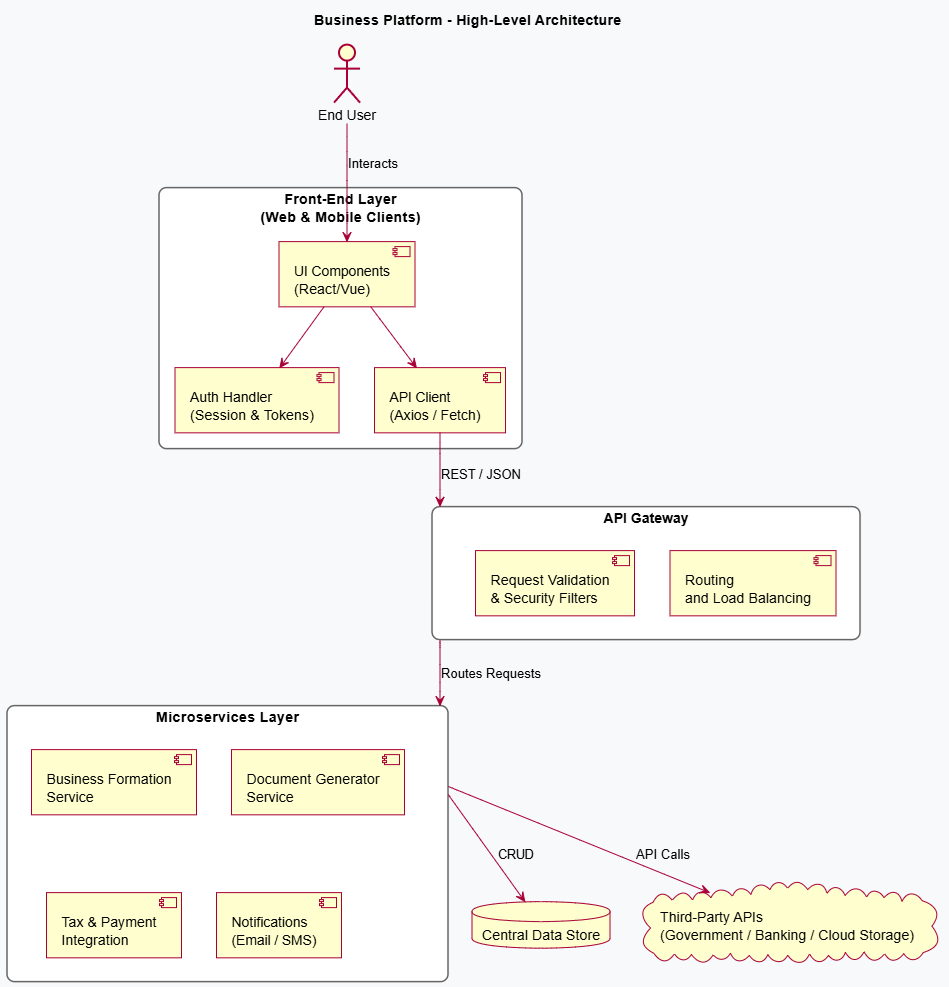 Business Platform - High-Level Architecture
End User
Interacts
Front-End Layer
(Web & Mobile Clients)
UI Components
(React/Vue)
Auth Handler
(Session & Tokens)
API Client
(Axios / Fetch)
REST / JSON
API Gateway
Request Validation
& Security Filters
Routing
and Load Balancing
Routes Requests
Microservices Layer
Business Formation
Service
Document Generator
Service
CRUD
API Calls
Tax & Payment
Integration
Notifications
(Email / SMS)
Central Data Store
Third-Party APIs
(Government / Banking / Cloud Storage)